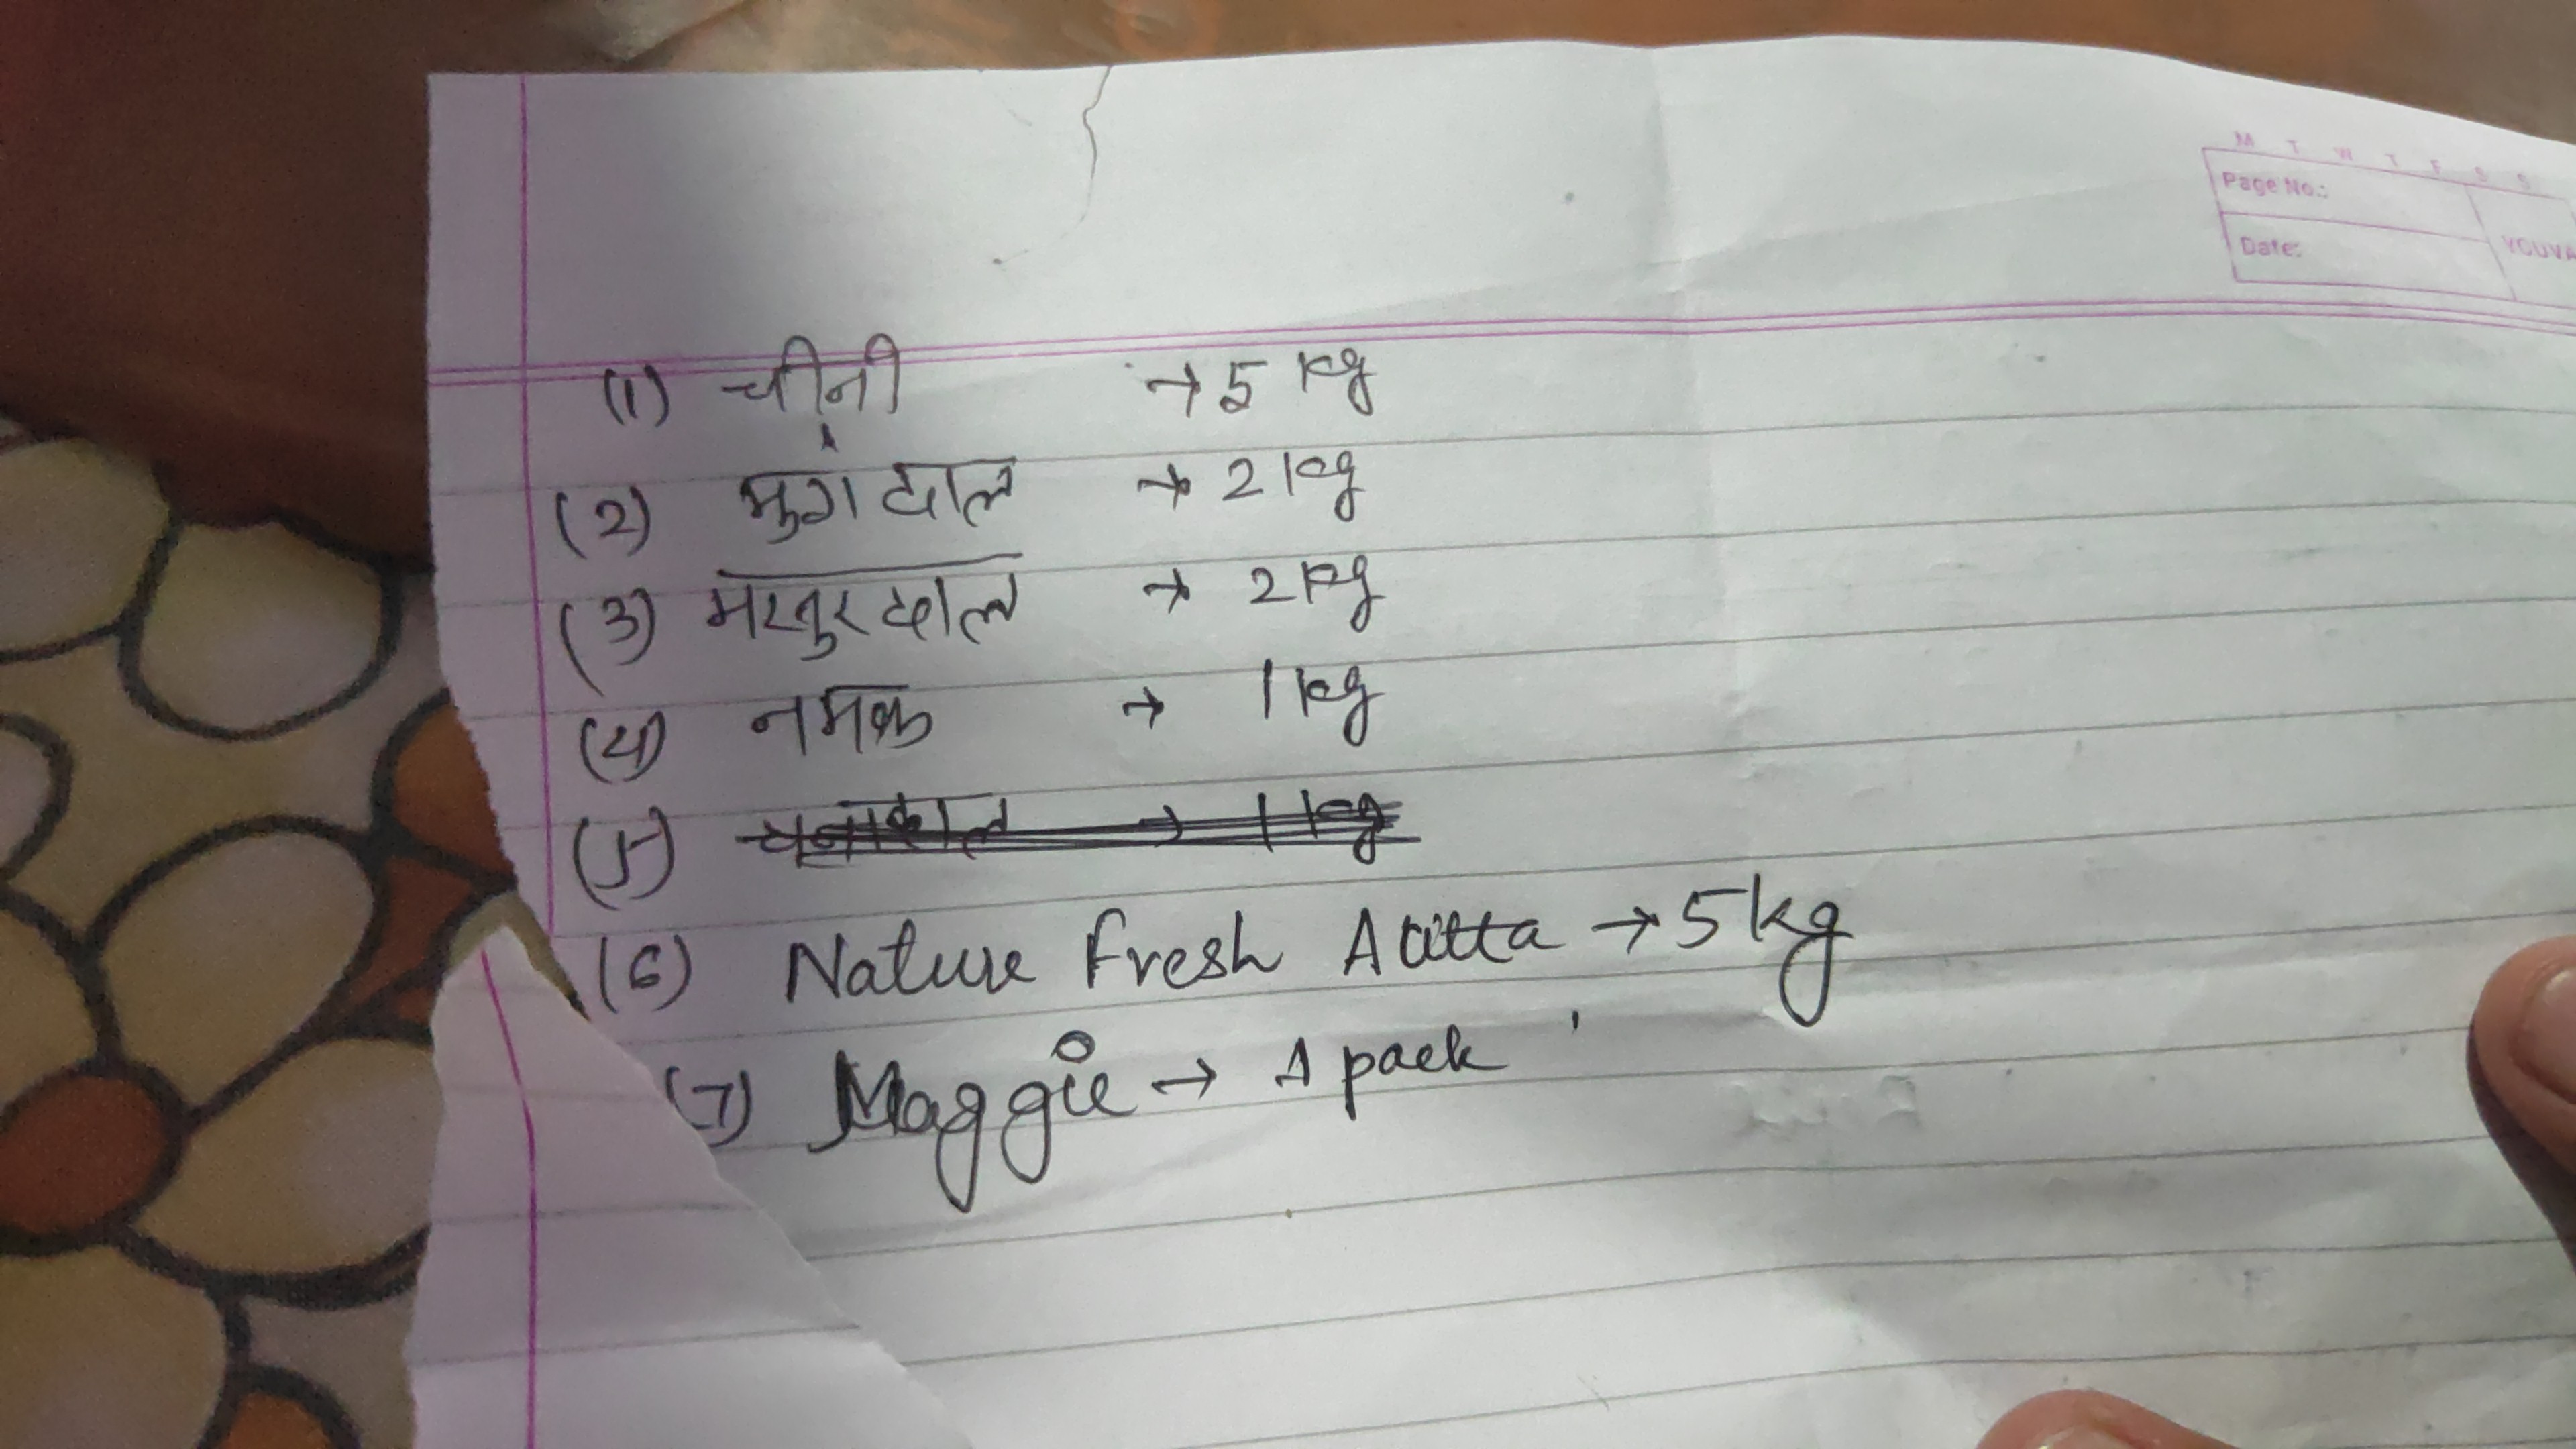 M T W T F S S
Page No.:
Date:
YOUVA
(1) चीनी → 5 kg
(2) मुंग दाल → 2 kg
(3) मसुर दाल → 2 kg
(4) नमक → 1 kg
(5) चना दाल → 1 kg
(6) Nature Fresh Aatta → 5 kg
(7) Maggie → 1 pack